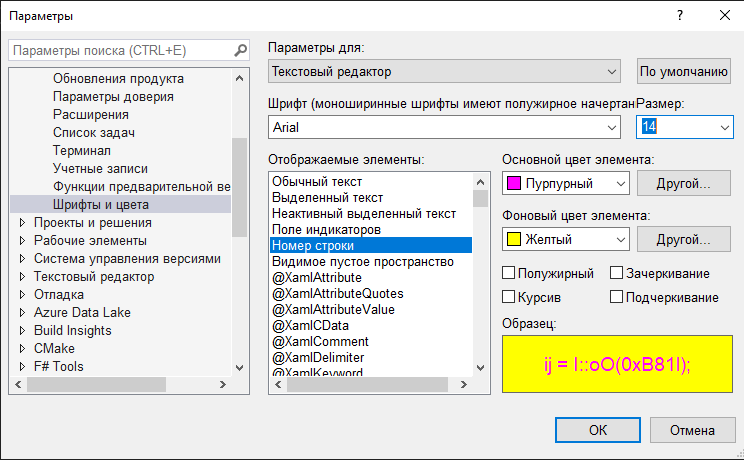 Параметры
Параметры поиска (CTRL+E)
Обновления продукта
Параметры доверия
Расширения
Список задач
Терминал
Учетные записи
Функции предварительной ве
Шрифты и цвета
Проекты и решения
Рабочие элементы
Система управления версиями
Текстовый редактор
Отладка
Azure Data Lake
Build Insights
CMake
F# Tools
Параметры для:
Текстовый редактор
По умолчанию
Шрифт (моноширинные шрифты имеют полужирное начертан
Размер:
Arial
14
Отображаемые элементы:
Обычный текст
Выделенный текст
Неактивный выделенный текст
Поле индикаторов
Номер строки
Видимое пустое пространство
@XamlAttribute
@XamlAttributeQuotes
@XamlAttributeValue
@XamlCData
@XamlComment
@XamlDelimiter
@XamlKeyword
Основной цвет элемента:
Пурпурный
Другой...
Фоновый цвет элемента:
Желтый
Другой...
Полужирный
Зачеркивание
Курсив
Подчеркивание
Образец:
ij = I::oO(0xB81l);
ОК
Отмена